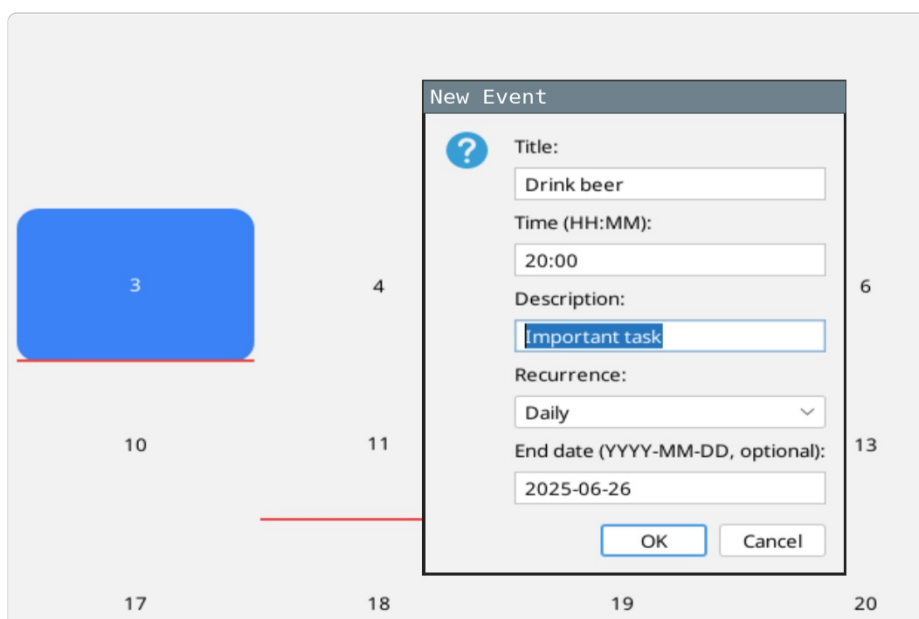 New Event
Title:
Drink beer
Time (HH:MM):
20:00
Description:
Important task
Recurrence:
Daily
End date (YYYY-MM-DD, optional):
2025-06-26
OK Cancel
3 4 6
10 11 13
17 18 19 20